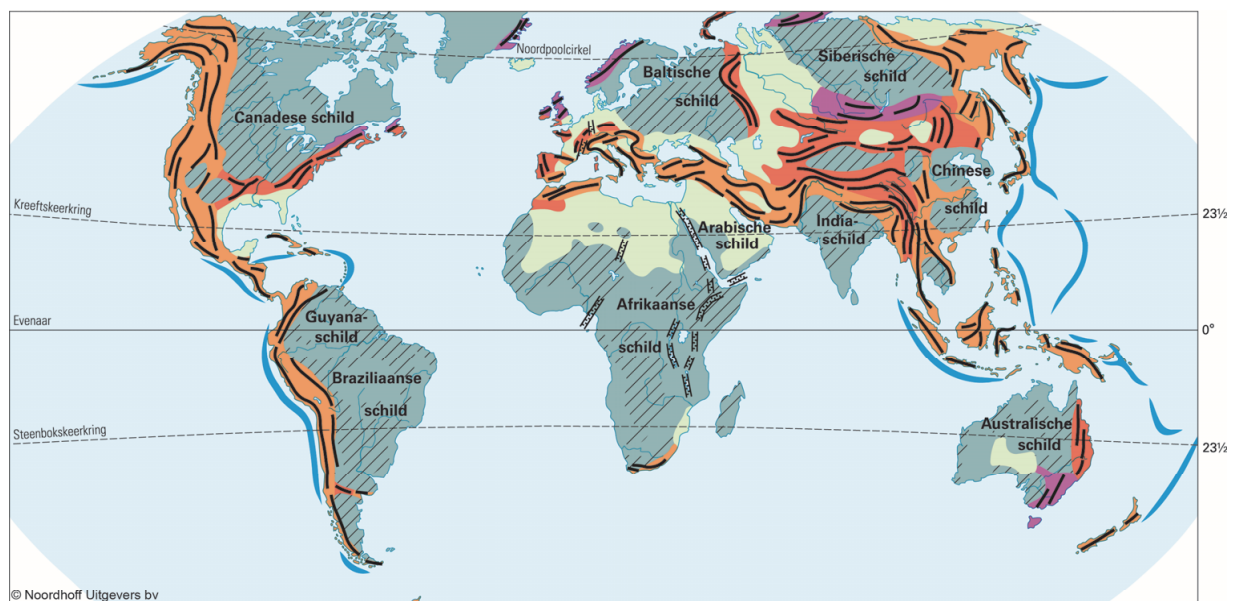 Noordpoolcirkel
Siberische
schild
Baltische
schild
Canadese schild
Chinese
schild
Kreeftskeerkring
23½
Arabische
schild
India-
schild
Afrikaanse
schild
Guyana-
schild
Evenaar
0°
Braziliaanse
schild
Australische
schild
Steenbokskeerkring
23½
© Noordhoff Uitgevers bv